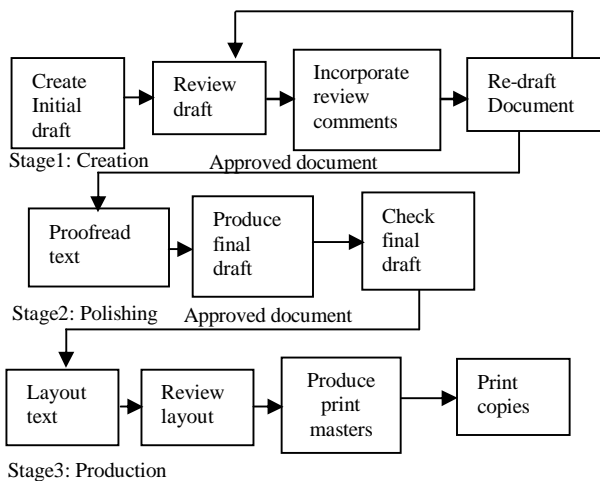 Create
Initial
draft
Review
draft
Incorporate
review
comments
Re-draft
Document
Stage1: Creation
Approved document
Proofread
text
Produce
final
draft
Check
final
draft
Stage2: Polishing
Approved document
Layout
text
Review
layout
Produce
print
masters
Print
copies
Stage3: Production